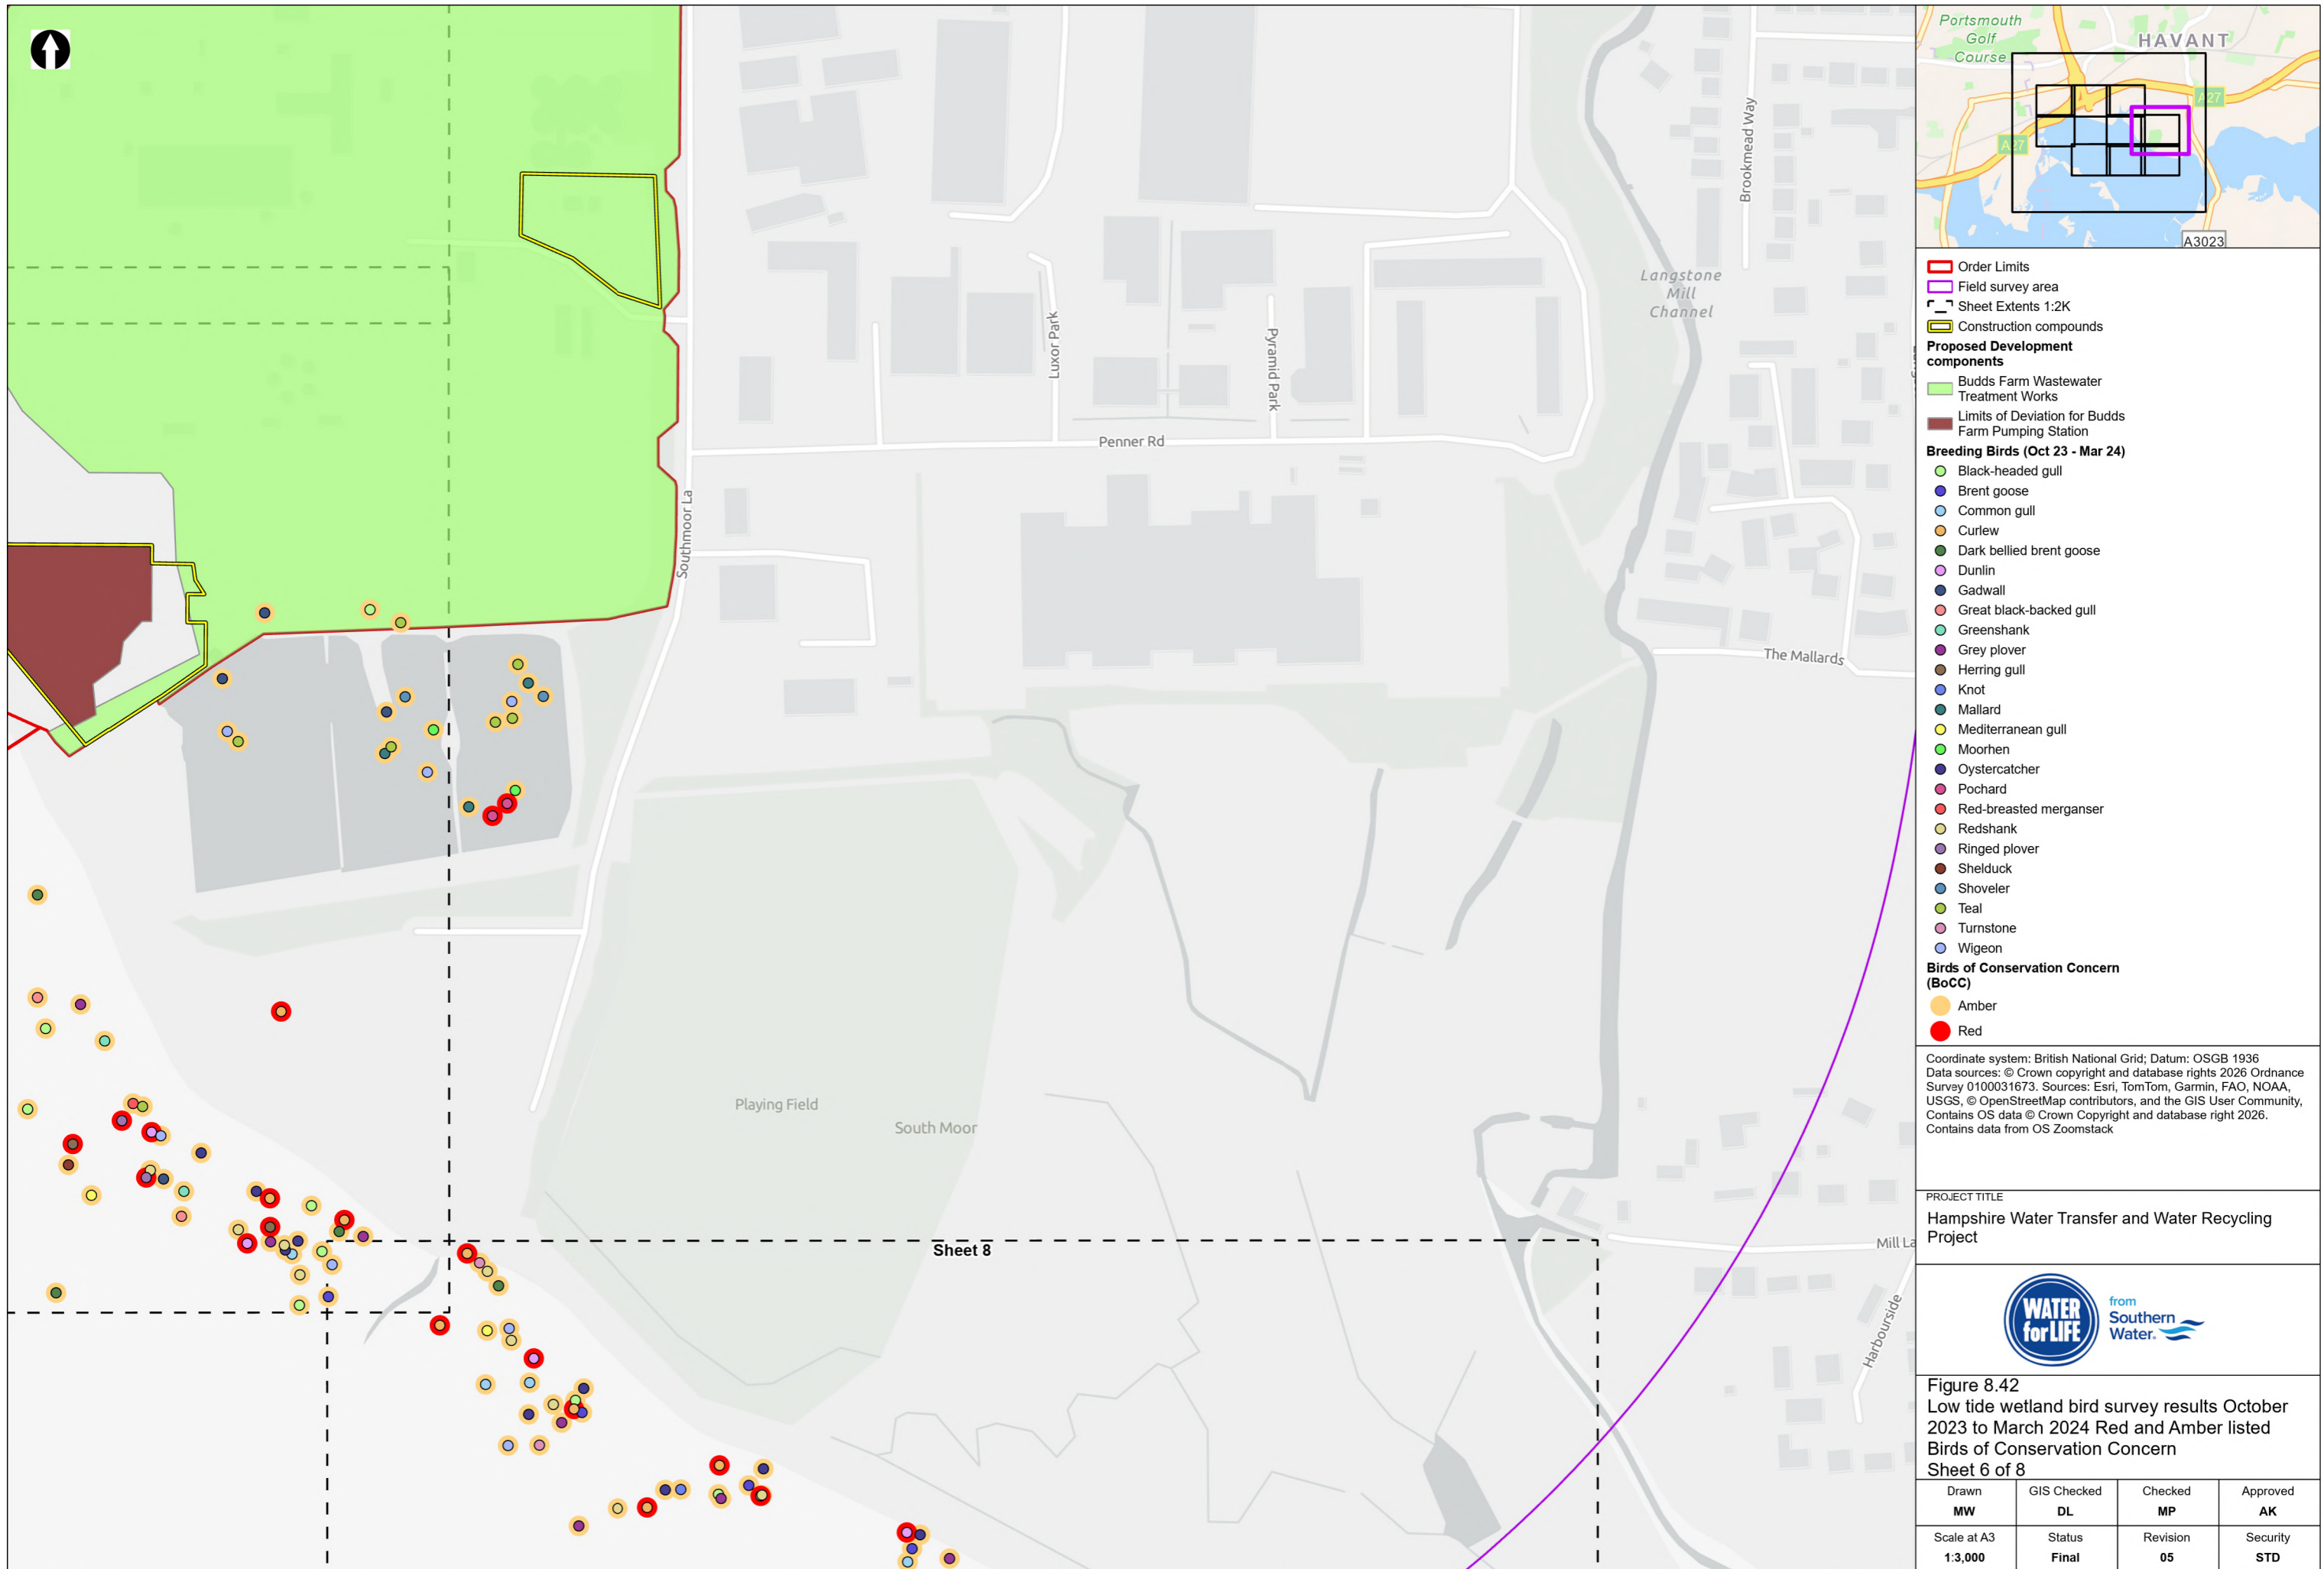 Brookmead Way
Langstone
Mill
Channel
Luxor Park
Pyramid Park
Penner Rd
Southmoor La
The Mallards
Playing Field
South Moor
Sheet 8
Mill La
Harbourside
Portsmouth
Golf
Course
HAVANT
A27
A27
A3023
Order Limits
Field survey area
Sheet Extents 1:2K
Construction compounds
Proposed Development
components
Budds Farm Wastewater
Treatment Works
Limits of Deviation for Budds
Farm Pumping Station
Breeding Birds (Oct 23 - Mar 24)
Black-headed gull
Brent goose
Common gull
Curlew
Dark bellied brent goose
Dunlin
Gadwall
Great black-backed gull
Greenshank
Grey plover
Herring gull
Knot
Mallard
Mediterranean gull
Moorhen
Oystercatcher
Pochard
Red-breasted merganser
Redshank
Ringed plover
Shelduck
Shoveler
Teal
Turnstone
Wigeon
Birds of Conservation Concern
(BoCC)
Amber
Red
Coordinate system: British National Grid; Datum: OSGB 1936
Data sources: © Crown copyright and database rights 2026 Ordnance
Survey 0100031673. Sources: Esri, TomTom, Garmin, FAO, NOAA,
USGS, © OpenStreetMap contributors, and the GIS User Community,
Contains OS data © Crown Copyright and database right 2026.
Contains data from OS Zoomstack
PROJECT TITLE
Hampshire Water Transfer and Water Recycling
Project
WATER
for LIFE
from
Southern
Water.
Figure 8.42
Low tide wetland bird survey results October
2023 to March 2024 Red and Amber listed
Birds of Conservation Concern
Sheet 6 of 8
Drawn GIS Checked Checked Approved
MW DL MP AK
Scale at A3 Status Revision Security
1:3,000 Final 05 STD